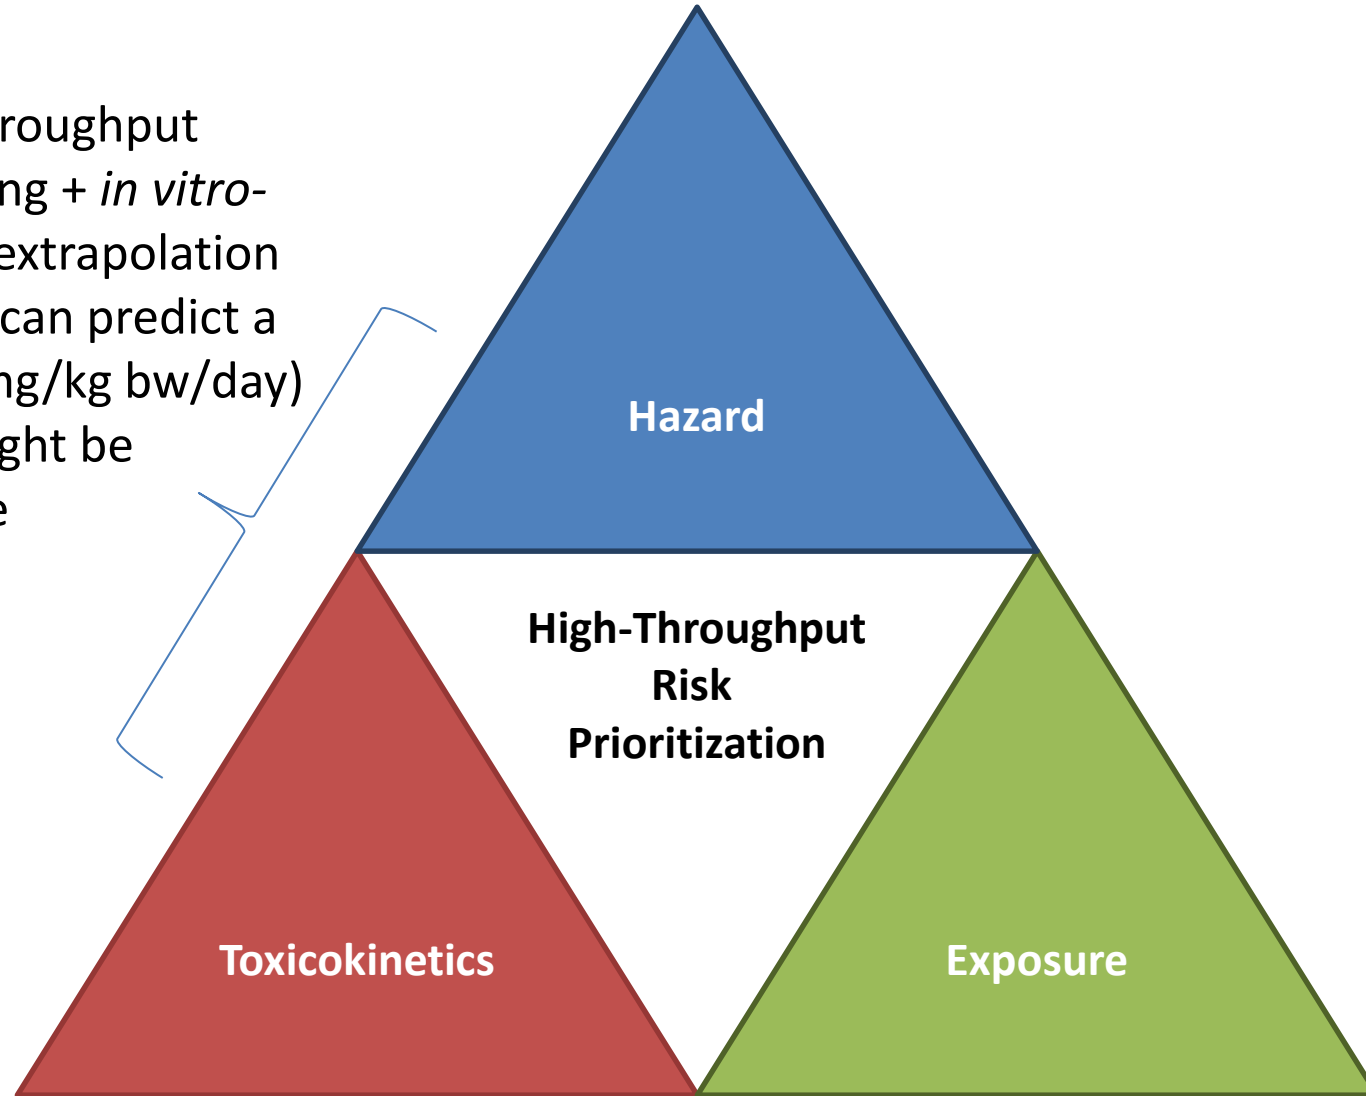 roughput
ng + in vitro-
extrapolation
can predict a
ng/kg bw/day)
ght be
e
Hazard
High-Throughput
Risk
Prioritization
Toxicokinetics
Exposure